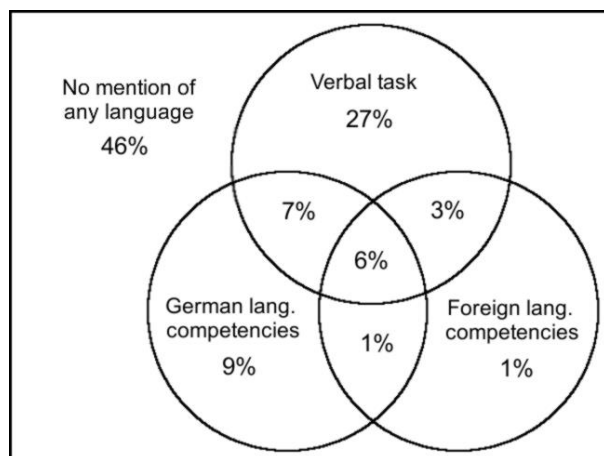 Verbal task
27%
No mention of
any language
46%
7%
3%
6%
German lang.
competencies
9%
1%
Foreign lang.
competencies
1%